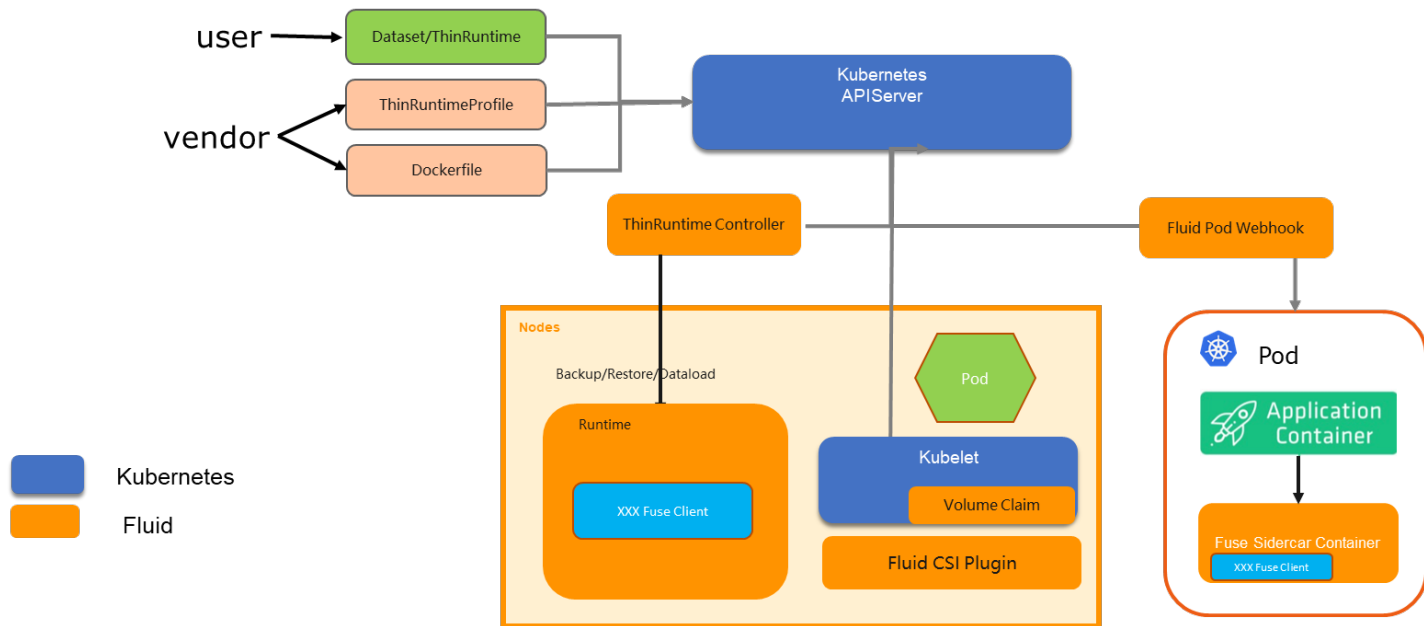 user
Dataset/ThinRuntime
Kubernetes
APIServer
ThinRuntimeProfile
vendor
Dockerfile
ThinRuntime Controller
Fluid Pod Webhook
Nodes
Backup/Restore/Dataload
Pod
Pod
Runtime
Application
Container
Kubelet
Kubernetes
XXX Fuse Client
Volume Claim
Fluid
Fluid CSI Plugin
Fuse Sidercar Container
XXX Fuse Client